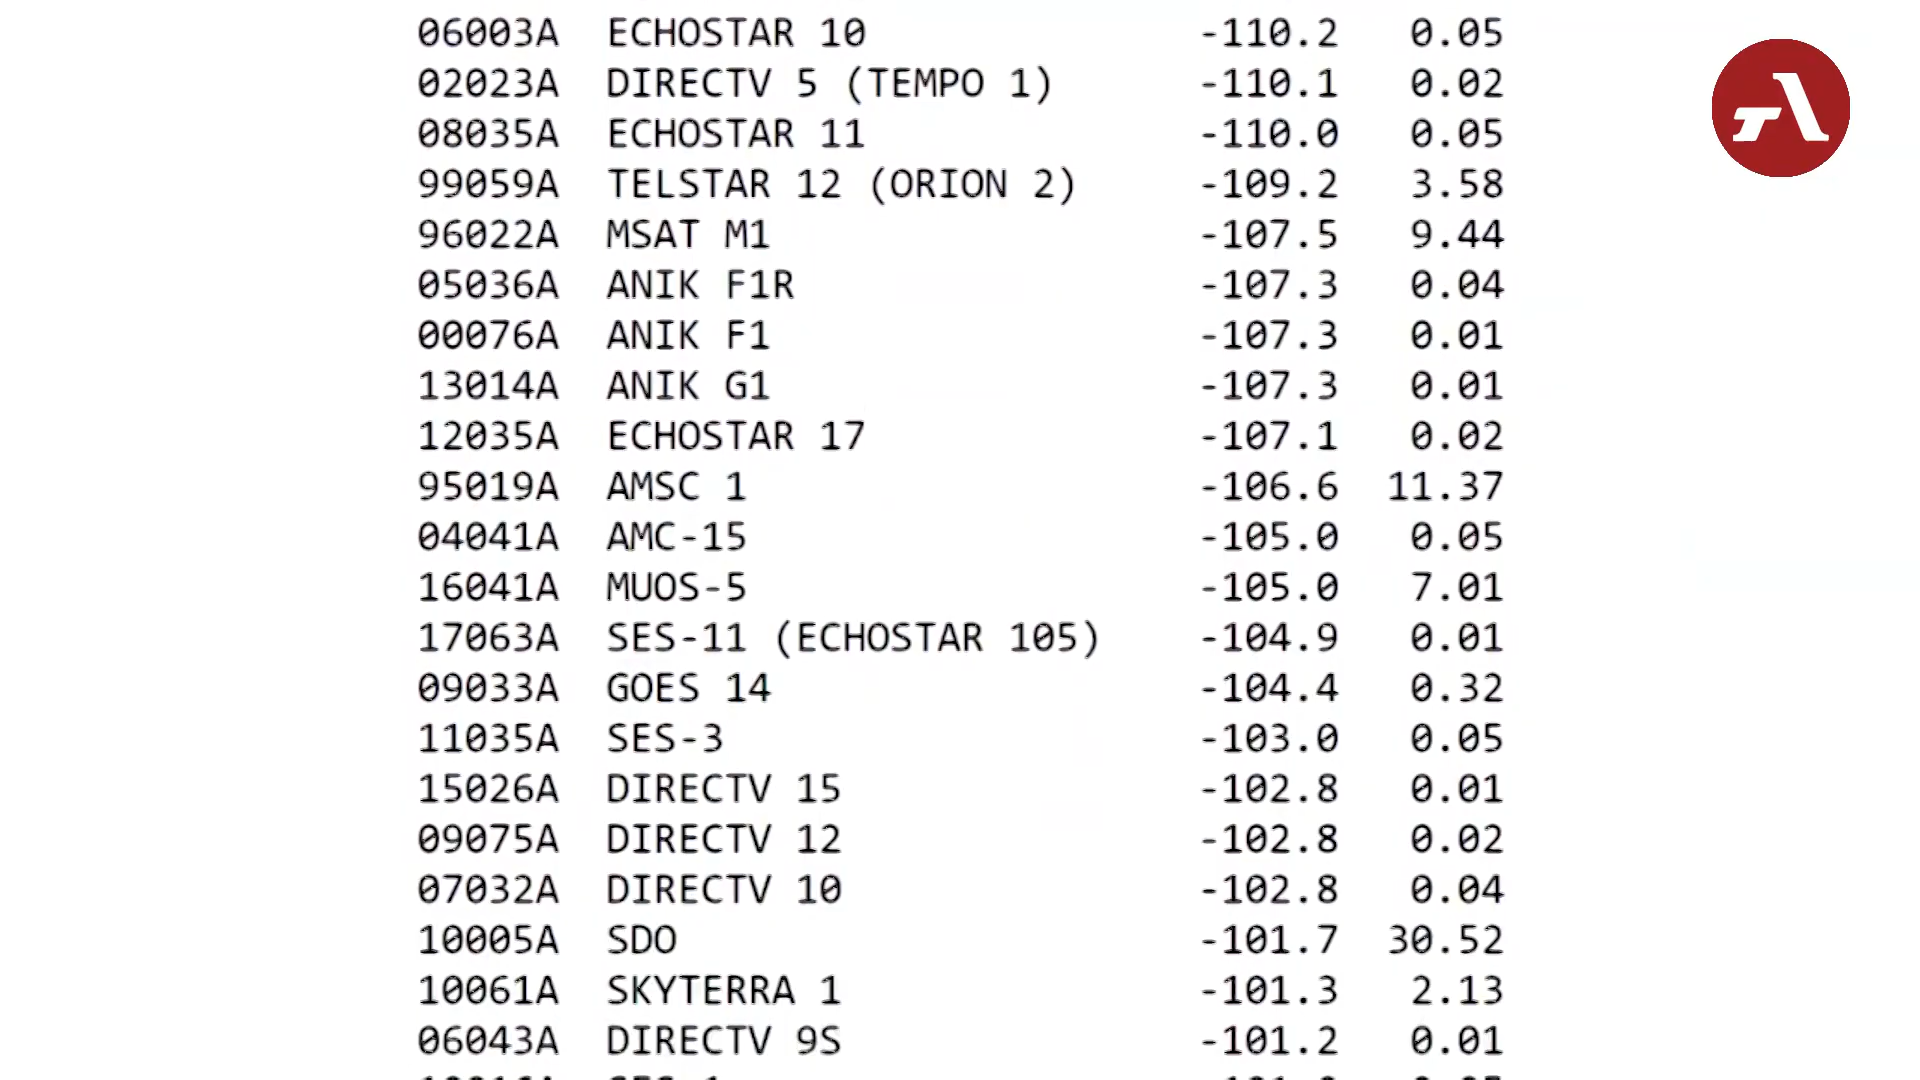 06003A ECHOSTAR 10 -110.2 0.05
02023A DIRECTV 5 (TEMPO 1) -110.1 0.02
08035A ECHOSTAR 11 -110.0 0.05
99059A TELSTAR 12 (ORION 2) -109.2 3.58
96022A MSAT M1 -107.5 9.44
05036A ANIK F1R -107.3 0.04
00076A ANIK F1 -107.3 0.01
13014A ANIK G1 -107.3 0.01
12035A ECHOSTAR 17 -107.1 0.02
95019A AMSC 1 -106.6 11.37
04041A AMC-15 -105.0 0.05
16041A MUOS-5 -105.0 7.01
17063A SES-11 (ECHOSTAR 105) -104.9 0.01
09033A GOES 14 -104.4 0.32
11035A SES-3 -103.0 0.05
15026A DIRECTV 15 -102.8 0.01
09075A DIRECTV 12 -102.8 0.02
07032A DIRECTV 10 -102.8 0.04
10005A SDO -101.7 30.52
10061A SKYTERRA 1 -101.3 2.13
06043A DIRECTV 9S -101.2 0.01